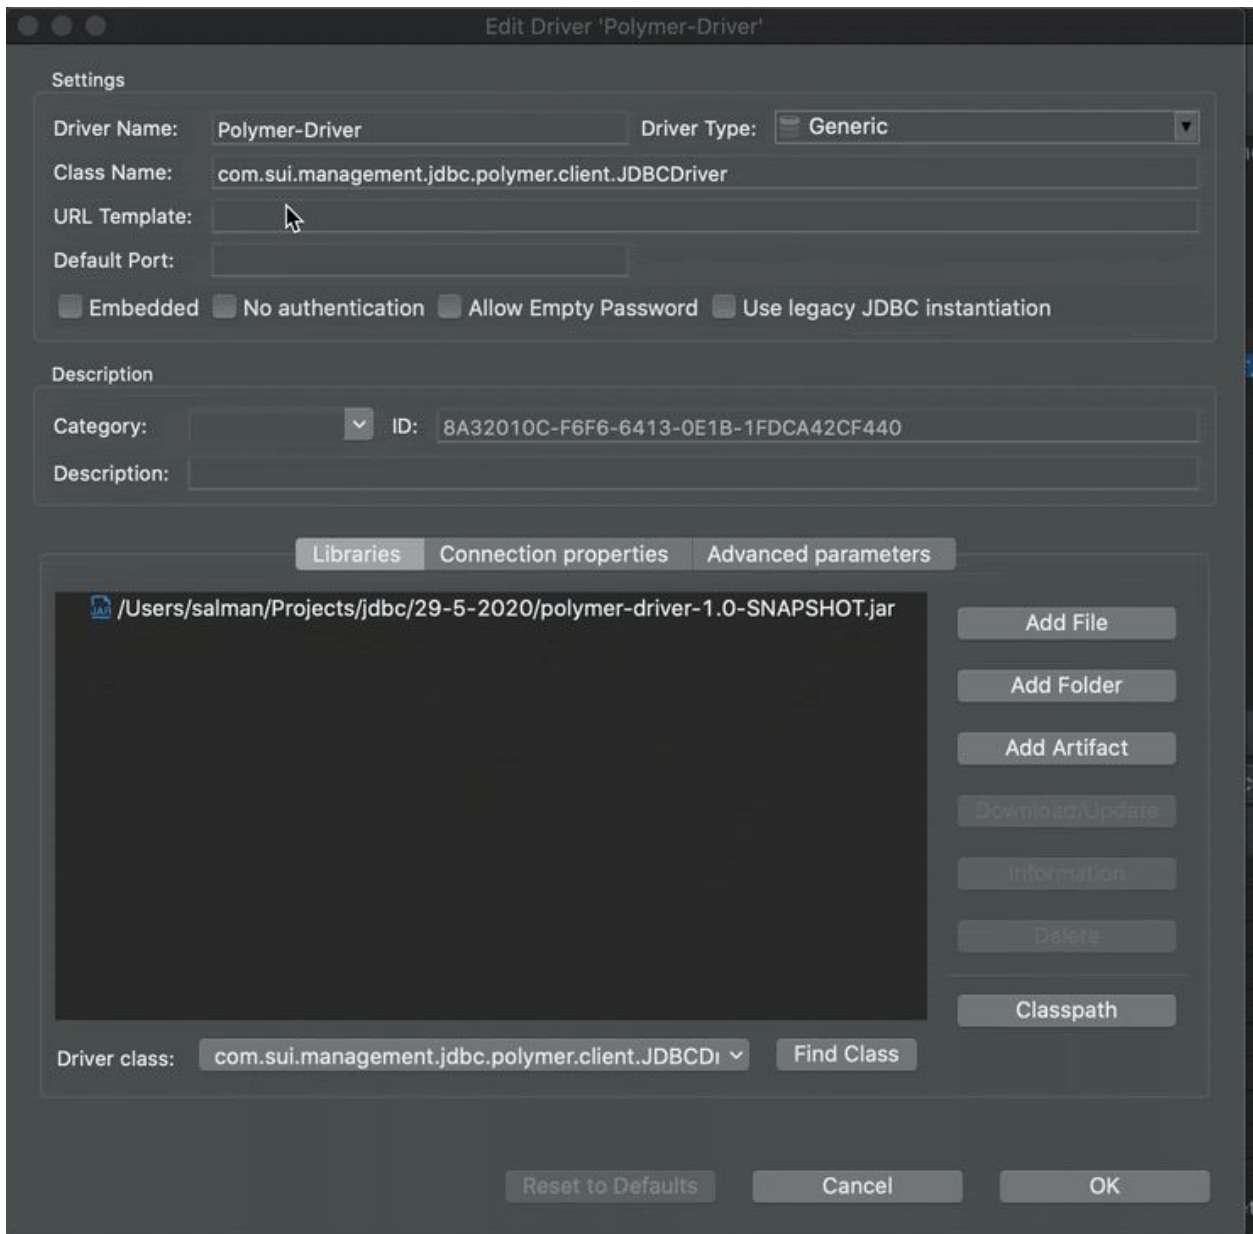 Edit Driver 'Polymer-Driver'
Settings
Driver Name: Polymer-Driver Driver Type: Generic
Class Name: com.sui.management.jdbc.polymer.client.JDBCDriver
URL Template:
Default Port:
Embedded No authentication Allow Empty Password Use legacy JDBC instantiation
Description
Category: ID: 8A32010C-F6F6-6413-0E1B-1FDCA42CF440
Description:
Libraries Connection properties Advanced parameters
JAR /Users/salman/Projects/jdbc/29-5-2020/polymer-driver-1.0-SNAPSHOT.jar
Add File
Add Folder
Add Artifact
Download/Update
Information
Delete
Classpath
Driver class: com.sui.management.jdbc.polymer.client.JDBCDr Find Class
Reset to Defaults Cancel OK